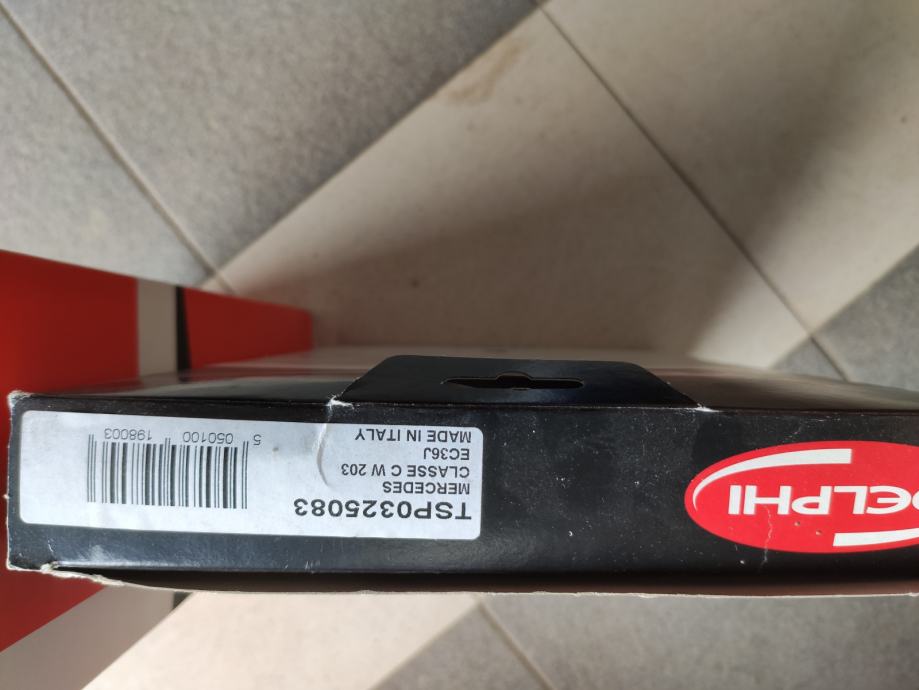 TSP0325083
MERCEDES
CLASSE C W 203
EC36J
MADE IN ITALY
5 050100 198003
DELPHI